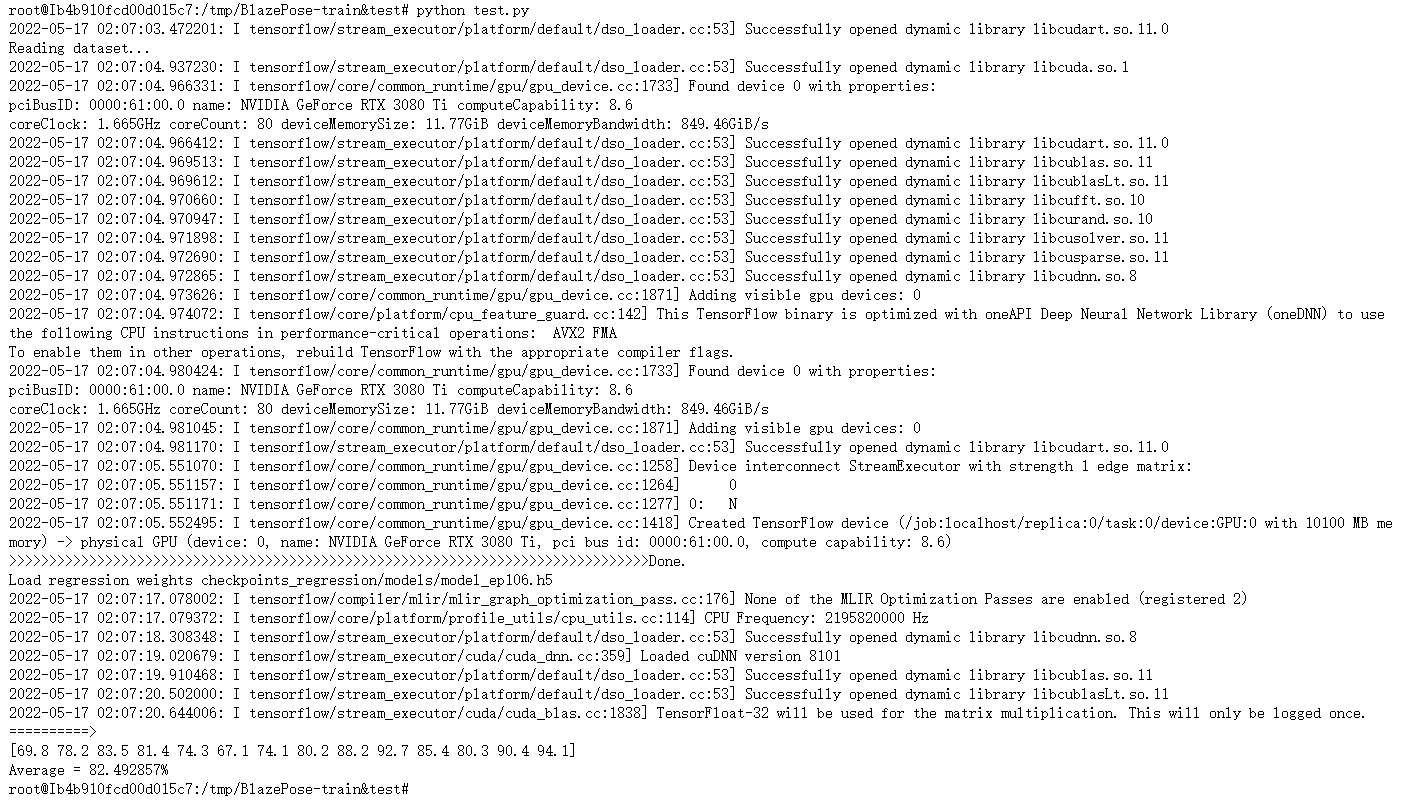 root@Ib4b910fcd00d015c7:/tmp/BlazePose-train&test# python test.py
2022-05-17 02:07:03.472201: I tensorflow/stream_executor/platform/default/dso_loader.cc:53] Successfully opened dynamic library libcudart.so.11.0
Reading dataset...
2022-05-17 02:07:04.937230: I tensorflow/stream_executor/platform/default/dso_loader.cc:53] Successfully opened dynamic library libcuda.so.1
2022-05-17 02:07:04.966331: I tensorflow/core/common_runtime/gpu/gpu_device.cc:1733] Found device 0 with properties:
pciBusID: 0000:61:00.0 name: NVIDIA GeForce RTX 3080 Ti computeCapability: 8.6
coreClock: 1.665GHz coreCount: 80 deviceMemorySize: 11.77GiB deviceMemoryBandwidth: 849.46GiB/s
2022-05-17 02:07:04.966412: I tensorflow/stream_executor/platform/default/dso_loader.cc:53] Successfully opened dynamic library libcudart.so.11.0
2022-05-17 02:07:04.969513: I tensorflow/stream_executor/platform/default/dso_loader.cc:53] Successfully opened dynamic library libcublas.so.11
2022-05-17 02:07:04.969612: I tensorflow/stream_executor/platform/default/dso_loader.cc:53] Successfully opened dynamic library libcublasLt.so.11
2022-05-17 02:07:04.970660: I tensorflow/stream_executor/platform/default/dso_loader.cc:53] Successfully opened dynamic library libcufft.so.10
2022-05-17 02:07:04.970947: I tensorflow/stream_executor/platform/default/dso_loader.cc:53] Successfully opened dynamic library libcurand.so.10
2022-05-17 02:07:04.971898: I tensorflow/stream_executor/platform/default/dso_loader.cc:53] Successfully opened dynamic library libcusolver.so.11
2022-05-17 02:07:04.972690: I tensorflow/stream_executor/platform/default/dso_loader.cc:53] Successfully opened dynamic library libcusparse.so.11
2022-05-17 02:07:04.972865: I tensorflow/stream_executor/platform/default/dso_loader.cc:53] Successfully opened dynamic library libcudnn.so.8
2022-05-17 02:07:04.973626: I tensorflow/core/common_runtime/gpu/gpu_device.cc:1871] Adding visible gpu devices: 0
2022-05-17 02:07:04.974072: I tensorflow/core/platform/cpu_feature_guard.cc:142] This TensorFlow binary is optimized with oneAPI Deep Neural Network Library (oneDNN) to use
the following CPU instructions in performance-critical operations:  AVX2 FMA
To enable them in other operations, rebuild TensorFlow with the appropriate compiler flags.
2022-05-17 02:07:04.980424: I tensorflow/core/common_runtime/gpu/gpu_device.cc:1733] Found device 0 with properties:
pciBusID: 0000:61:00.0 name: NVIDIA GeForce RTX 3080 Ti computeCapability: 8.6
coreClock: 1.665GHz coreCount: 80 deviceMemorySize: 11.77GiB deviceMemoryBandwidth: 849.46GiB/s
2022-05-17 02:07:04.981045: I tensorflow/core/common_runtime/gpu/gpu_device.cc:1871] Adding visible gpu devices: 0
2022-05-17 02:07:04.981170: I tensorflow/stream_executor/platform/default/dso_loader.cc:53] Successfully opened dynamic library libcudart.so.11.0
2022-05-17 02:07:05.551070: I tensorflow/core/common_runtime/gpu/gpu_device.cc:1258] Device interconnect StreamExecutor with strength 1 edge matrix:
2022-05-17 02:07:05.551157: I tensorflow/core/common_runtime/gpu/gpu_device.cc:1264]      0
2022-05-17 02:07:05.551171: I tensorflow/core/common_runtime/gpu/gpu_device.cc:1277] 0:   N
2022-05-17 02:07:05.552495: I tensorflow/core/common_runtime/gpu/gpu_device.cc:1418] Created TensorFlow device (/job:localhost/replica:0/task:0/device:GPU:0 with 10100 MB me
mory) -> physical GPU (device: 0, name: NVIDIA GeForce RTX 3080 Ti, pci bus id: 0000:61:00.0, compute capability: 8.6)
>>>>>>>>>>>>>>>>>>>>>>>>>>>>>>>>>>>>>>>>>>>>>>>>>>>>>>>>>>>>>>>>>>>>>>>>>>>>>>>>Done.
Load regression weights checkpoints_regression/models/model_ep106.h5
2022-05-17 02:07:17.078002: I tensorflow/compiler/mlir/mlir_graph_optimization_pass.cc:176] None of the MLIR Optimization Passes are enabled (registered 2)
2022-05-17 02:07:17.079372: I tensorflow/core/platform/profile_utils/cpu_utils.cc:114] CPU Frequency: 2195820000 Hz
2022-05-17 02:07:18.308348: I tensorflow/stream_executor/platform/default/dso_loader.cc:53] Successfully opened dynamic library libcudnn.so.8
2022-05-17 02:07:19.020679: I tensorflow/stream_executor/cuda/cuda_dnn.cc:359] Loaded cuDNN version 8101
2022-05-17 02:07:19.910468: I tensorflow/stream_executor/platform/default/dso_loader.cc:53] Successfully opened dynamic library libcublas.so.11
2022-05-17 02:07:20.502000: I tensorflow/stream_executor/platform/default/dso_loader.cc:53] Successfully opened dynamic library libcublasLt.so.11
2022-05-17 02:07:20.644006: I tensorflow/stream_executor/cuda/cuda_blas.cc:1838] TensorFloat-32 will be used for the matrix multiplication. This will only be logged once.
==========>
[69.8 78.2 83.5 81.4 74.3 67.1 74.1 80.2 88.2 92.7 85.4 80.3 90.4 94.1]
Average = 82.492857%
root@Ib4b910fcd00d015c7:/tmp/BlazePose-train&test#